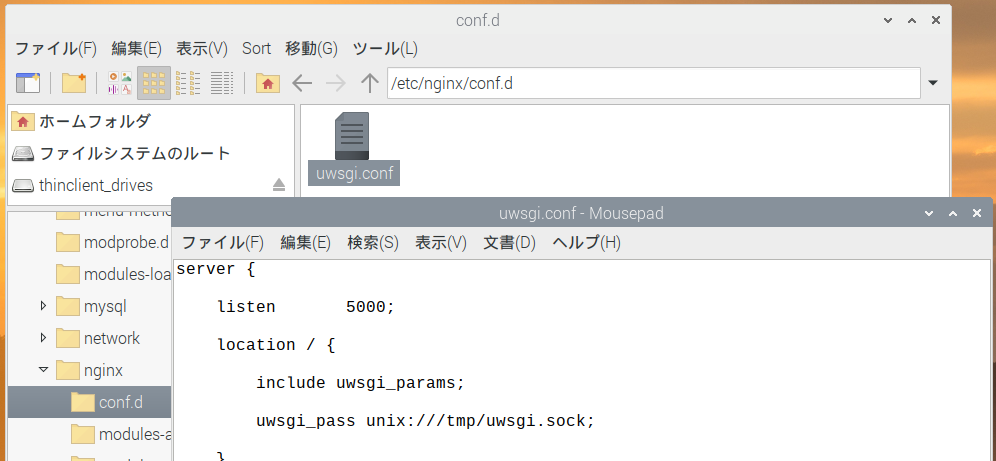 conf.d
ファイル(F) 編集(E) 表示(V) Sort 移動(G) ツール(L)
/etc/nginx/conf.d
ホームフォルダ
ファイルシステムのルート
thinclient_drives
uwsgi.conf
modprobe.d
modules-loa
mysql
network
nginx
conf.d
modules-a
uwsgi.conf - Mousepad
ファイル(F) 編集(E) 検索(S) 表示(V) 文書(D) ヘルプ(H)
server {
listen 5000;
location / {
include uwsgi_params;
uwsgi_pass unix:///tmp/uwsgi.sock;
}